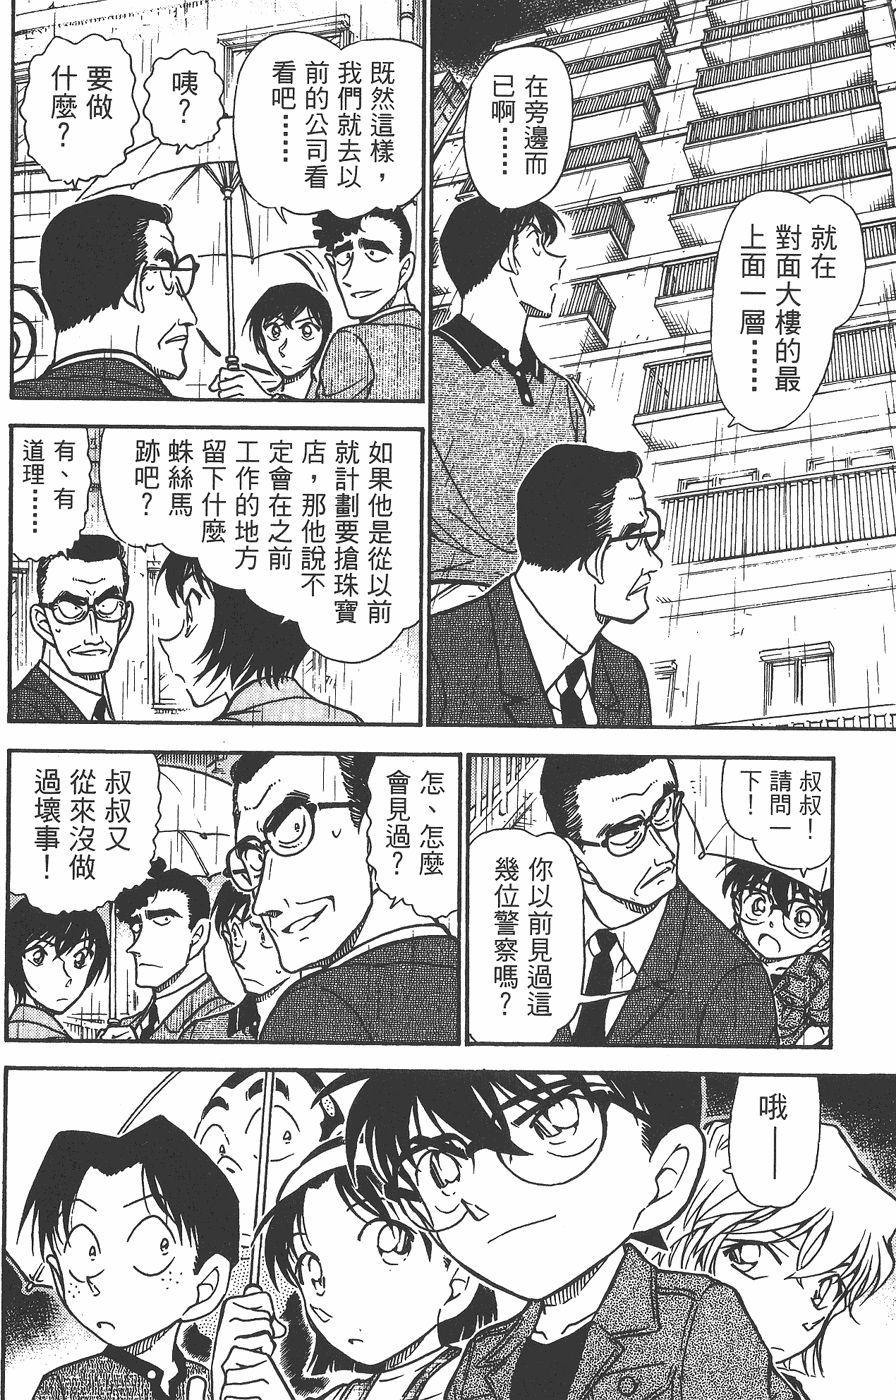 在旁邊而
已啊……
就在
對面大樓的最
上面一層……
既然這樣，
我們就去以
前的公司看
看吧……
咦？
要做
什麼？
如果他是從以前
就計劃要搶珠寶
店，那他說不
定會在之前
工作的地方
留下什麼
蛛絲馬
跡吧？
有、有
道理……
叔叔！
請問一
下！
你以前見過這
幾位警察嗎？
怎、怎麼
會見過？
叔叔又
從來沒做
過壞事！
哦—